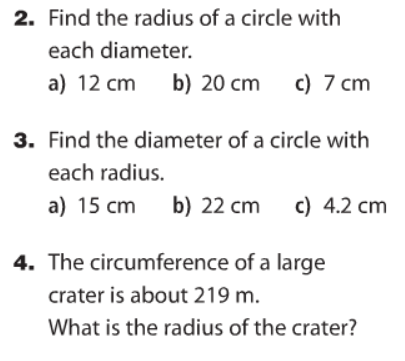 2. Find the radius of a circle with
each diameter.
a) 12 cm b) 20 cm c) 7 cm
3. Find the diameter of a circle with
each radius.
a) 15 cm b) 22 cm c) 4.2 cm
4. The circumference of a large
crater is about 219 m.
What is the radius of the crater?